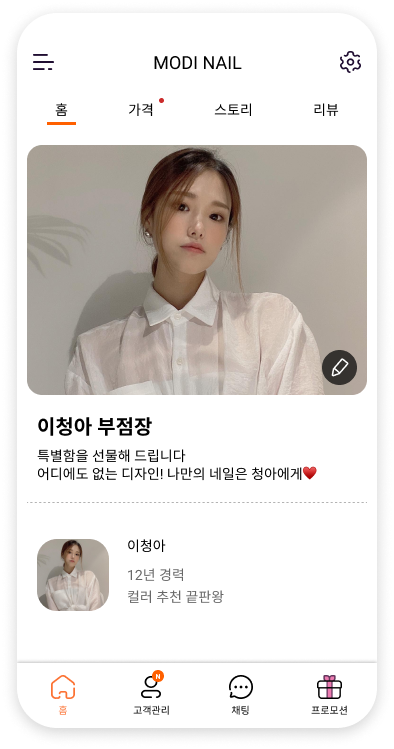 MODI NAIL
홈 가격 스토리 리뷰
이청아 부점장
특별함을 선물해 드립니다
어디에도 없는 디자인! 나만의 네일은 청아에게♥
이청아
12년 경력
컬러 추천 끝판왕
N
홈 고객관리 채팅 프로모션